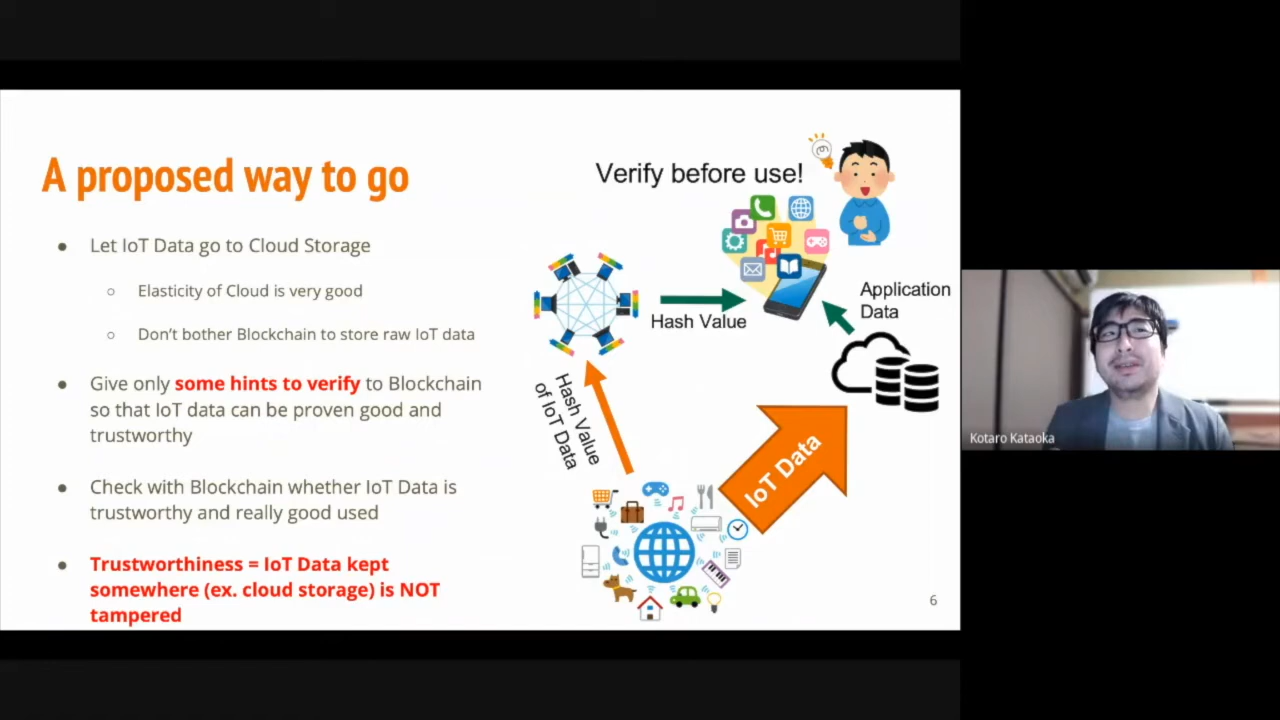 A proposed way to go
Let IoT Data go to Cloud Storage
Elasticity of Cloud is very good
Don't bother Blockchain to store raw IoT data
Give only some hints to verify to Blockchain
so that IoT data can be proven good and
trustworthy
Check with Blockchain whether IoT Data is
trustworthy and really good used
Trustworthiness = IoT Data kept
somewhere (ex. cloud storage) is NOT
tampered
Verify before use!
Hash Value
Application
Data
Hash Value
of IoT Data
IoT Data
6
Kotaro Kataoka